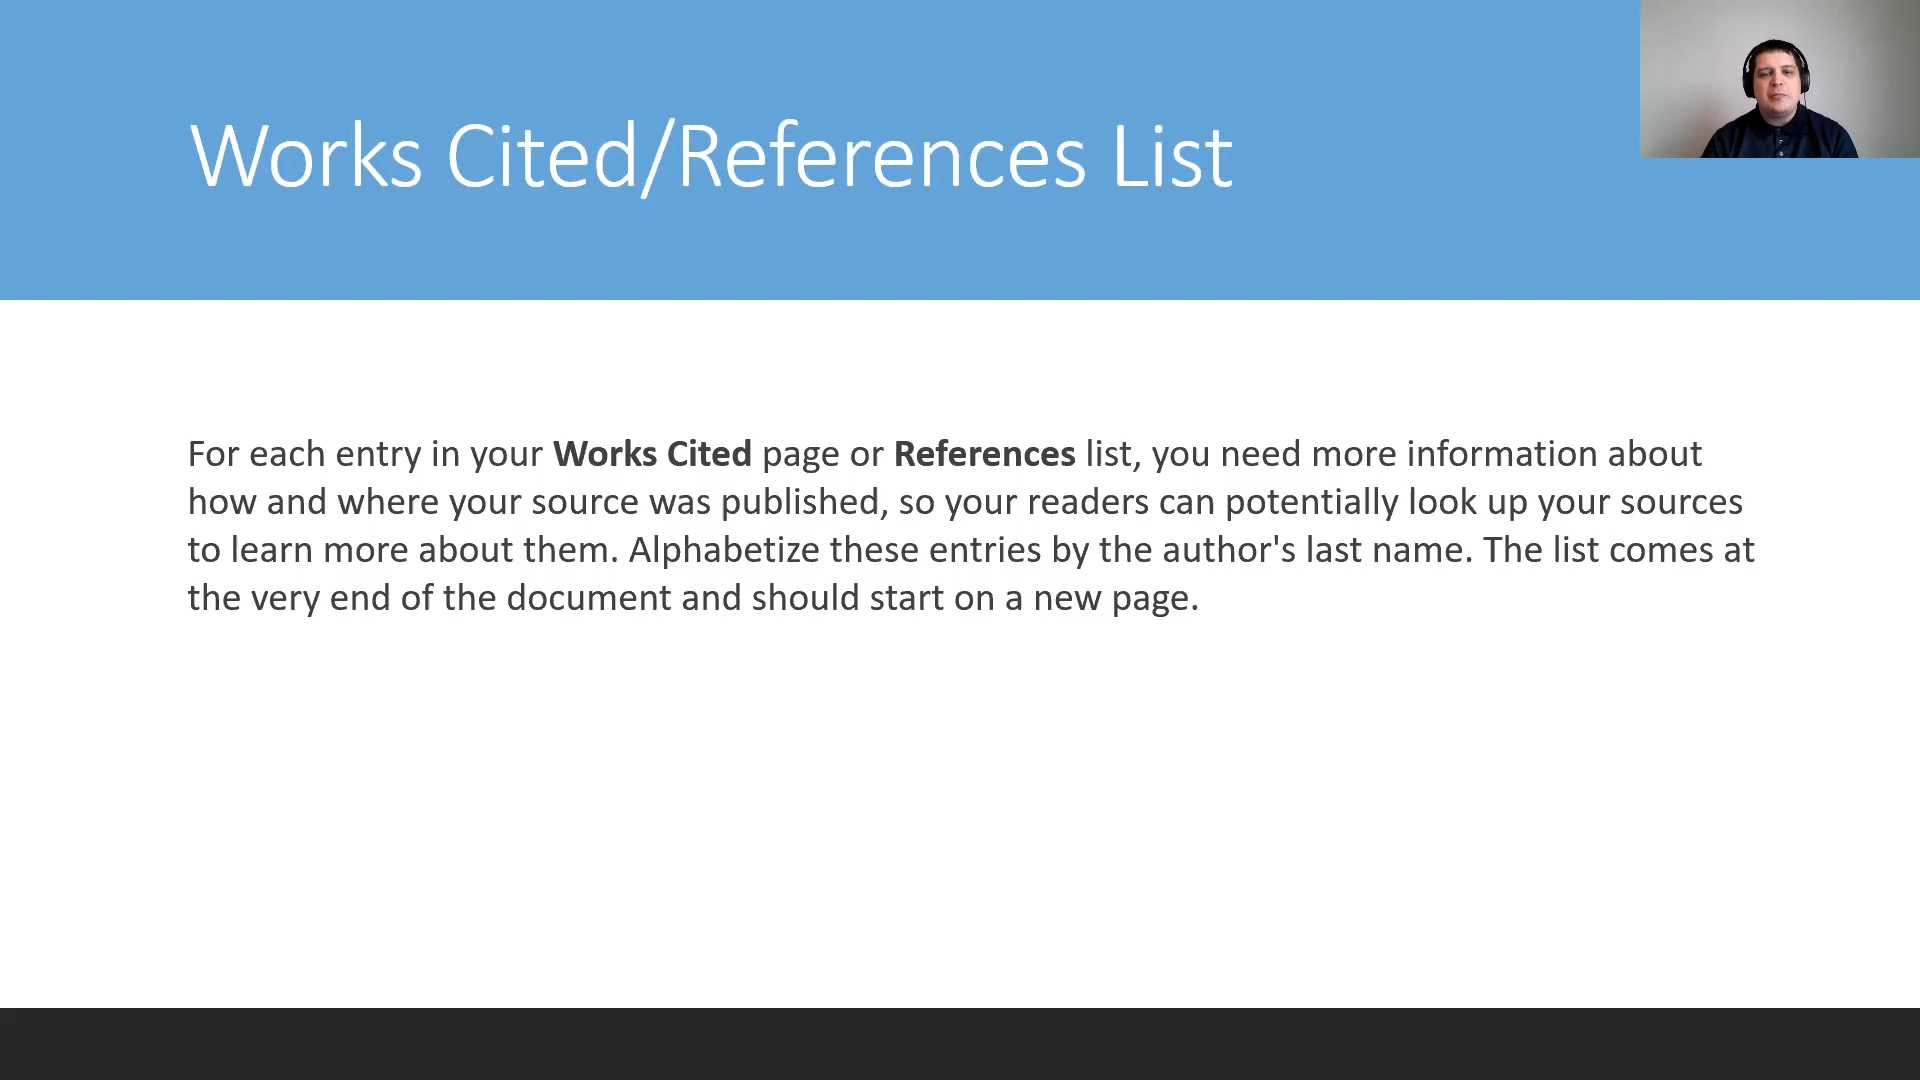 Works Cited/References List
For each entry in your Works Cited page or References list, you need more information about
how and where your source was published, so your readers can potentially look up your sources
to learn more about them. Alphabetize these entries by the author's last name. The list comes at
the very end of the document and should start on a new page.